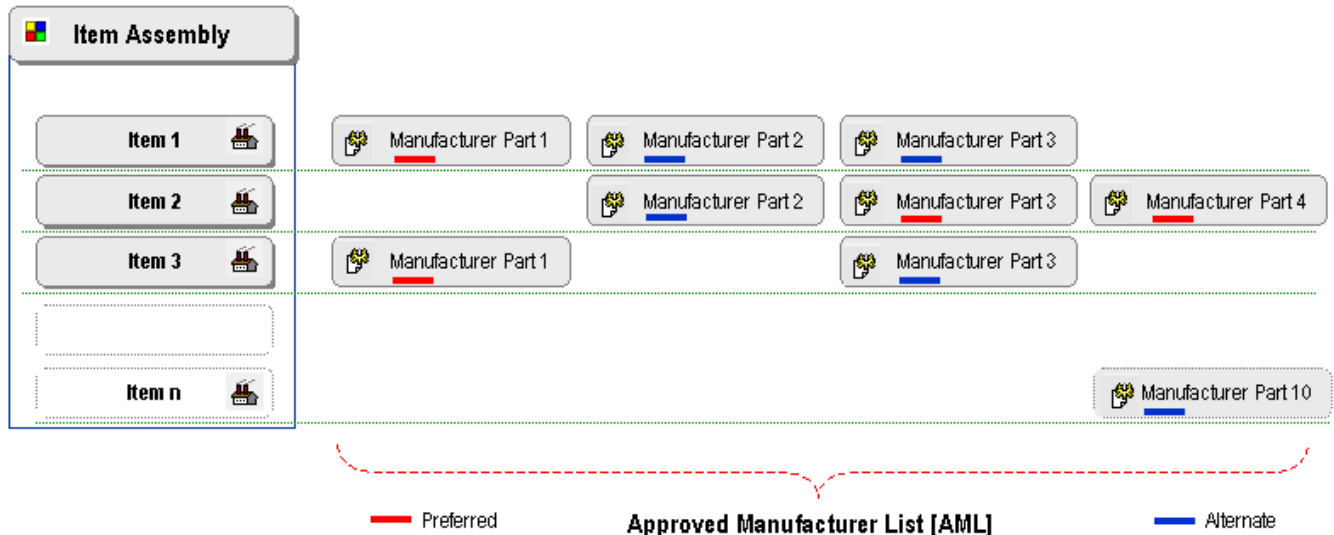 Item Assembly
Item 1 Manufacturer Part 1 Manufacturer Part 2 Manufacturer Part 3
Item 2 Manufacturer Part 2 Manufacturer Part 3 Manufacturer Part 4
Item 3 Manufacturer Part 1 Manufacturer Part 3
Item n Manufacturer Part 10
Preferred Approved Manufacturer List [AML] Alternate